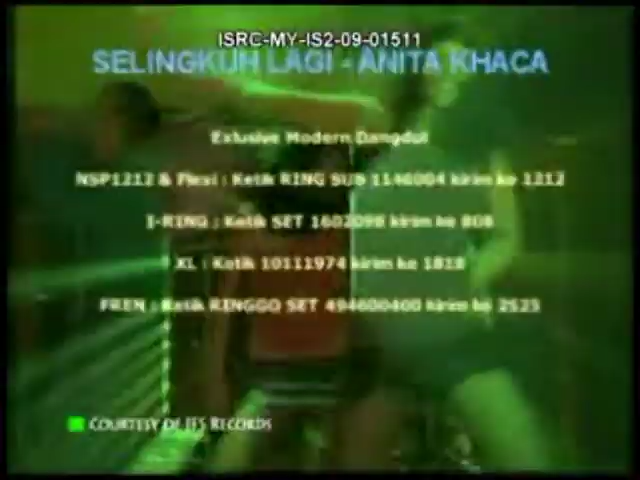 ISRC-MY-IS2-09-01511
SELINGKUH LAGI - ANITA KHACA
Exlusive Modern Dangdut
NSP1212 & Flexi : Ketik RING SUB 1146004 kirim ke 1212
I-RING : Ketik SET 1602098 kirim ke 808
XL : Ketik 10111974 kirim ke 1818
FREN : Ketik RINGGO SET 494600400 kirim ke 2525
COURTESY OF IFS RECORDS